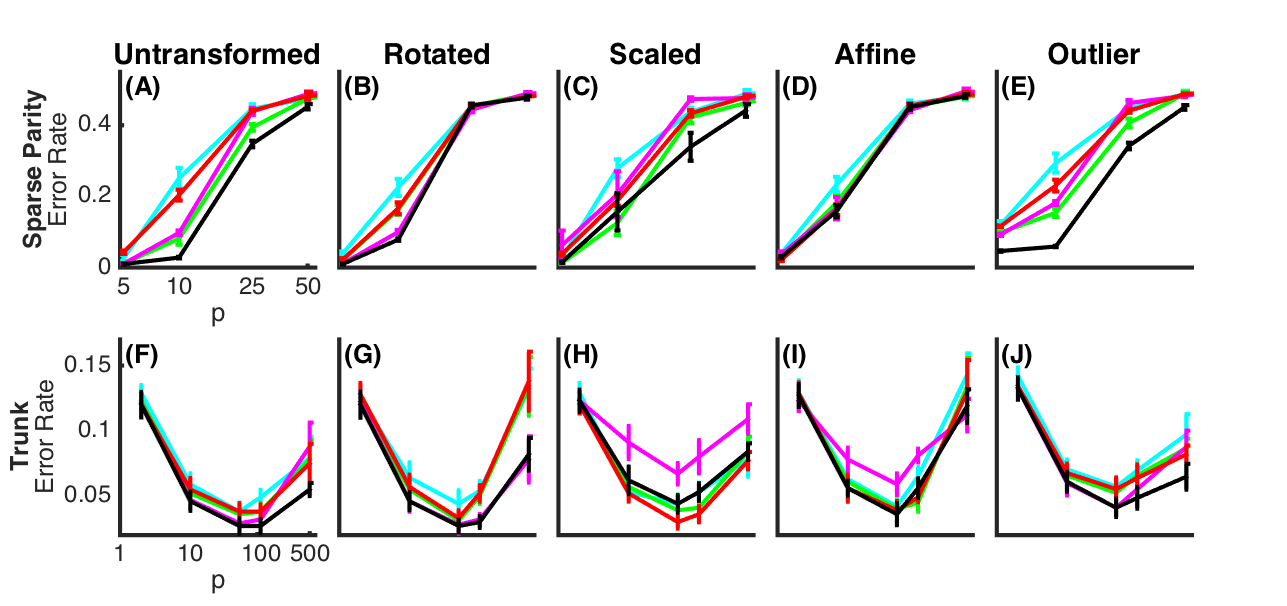 Untransformed Rotated Scaled Affine Outlier
Sparse Parity
Error Rate
(A) (B) (C) (D) (E)
0.4
0.2
0
5 10 25 50
p
Trunk
Error Rate
(F) (G) (H) (I) (J)
0.15
0.1
0.05
1 10 100 500
p